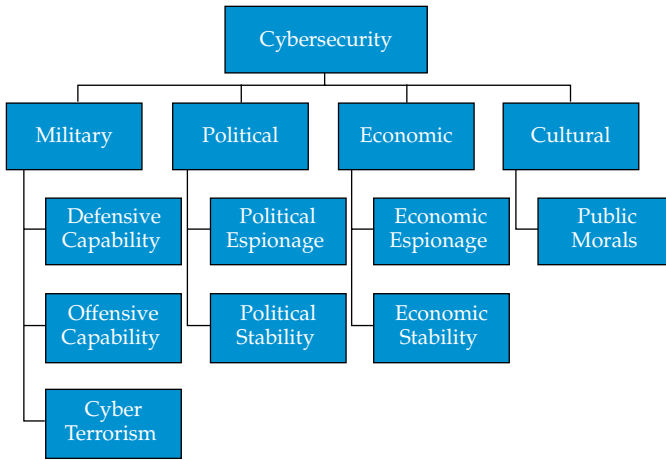 Cybersecurity
Military
Political
Economic
Cultural
Defensive
Capability
Political
Espionage
Economic
Espionage
Public
Morals
Offensive
Capability
Political
Stability
Economic
Stability
Cyber
Terrorism